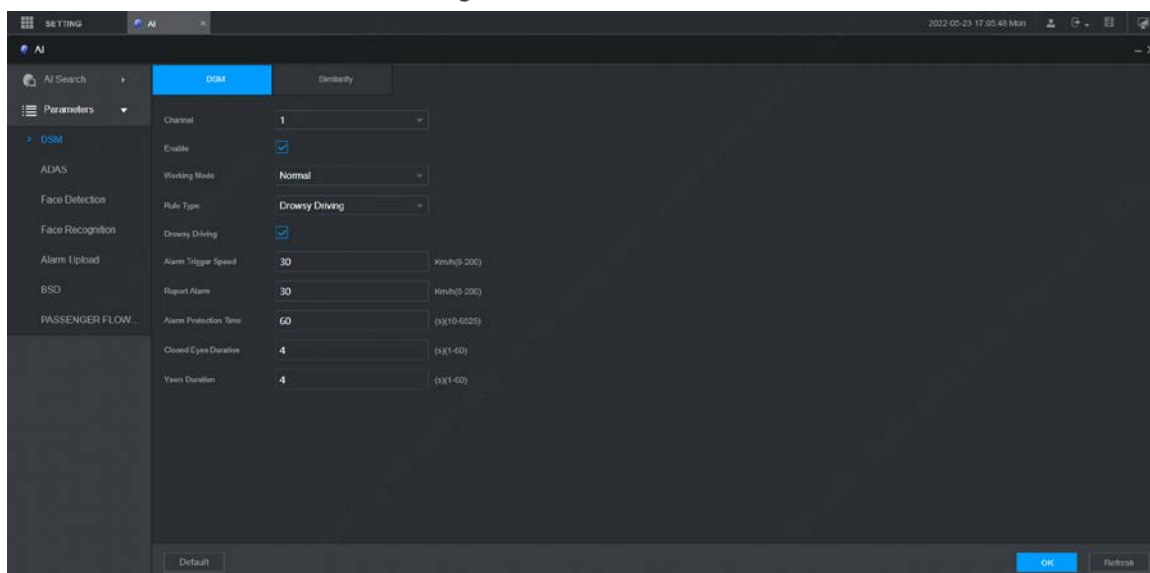 SETTING AI × 2022-05-23 17:05:48 Mon
AI
AI Search DSM Similarity
Parameters
Channel 1
> DSM
Enable
ADAS
Working Mode Normal
Face Detection
Rule Type Drowsy Driving
Face Recognition
Drowsy Driving
Alarm Upload
Alarm Trigger Speed 30 Km/h(0-200)
BSD
Report Alarm 30 Km/h(0-200)
PASSENGER FLOW...
Alarm Protection Time 60 (s)(10-6525)
Closed Eyes Duration 4 (s)(1-60)
Yawn Duration 4 (s)(1-60)
Default OK Refresh